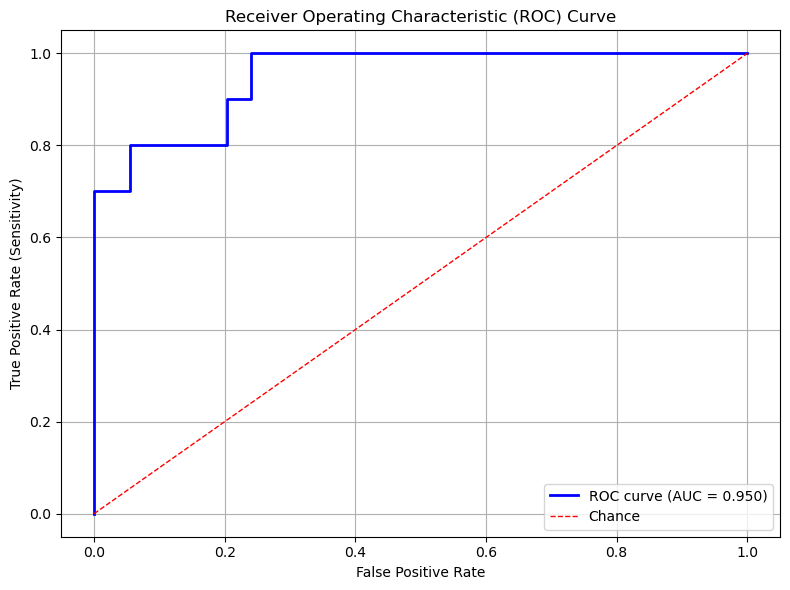 Receiver Operating Characteristic (ROC) Curve
True Positive Rate (Sensitivity)
1.0
0.8
0.6
0.4
0.2
0.0
ROC curve (AUC = 0.950)
Chance
0.0 0.2 0.4 0.6 0.8 1.0
False Positive Rate